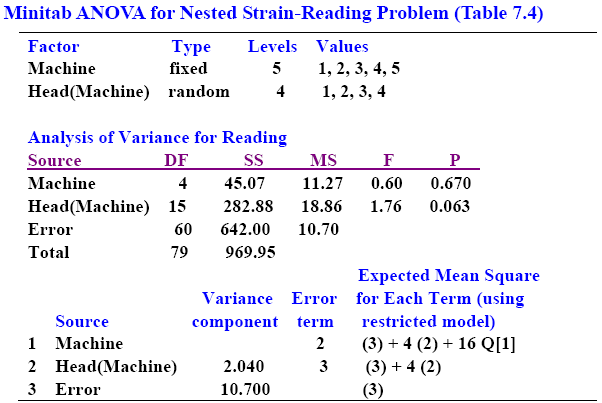 Minitab ANOVA for Nested Strain-Reading Problem (Table 7.4)
Factor Type Levels Values
Machine fixed 5 1, 2, 3, 4, 5
Head(Machine) random 4 1, 2, 3, 4
Analysis of Variance for Reading
Source DF SS MS F P
Machine 4 45.07 11.27 0.60 0.670
Head(Machine) 15 282.88 18.86 1.76 0.063
Error 60 642.00 10.70
Total 79 969.95
Expected Mean Square
Variance Error for Each Term (using
Source component term restricted model)
1 Machine 2 (3) + 4 (2) + 16 Q[1]
2 Head(Machine) 2.040 3 (3) + 4 (2)
3 Error 10.700 (3)